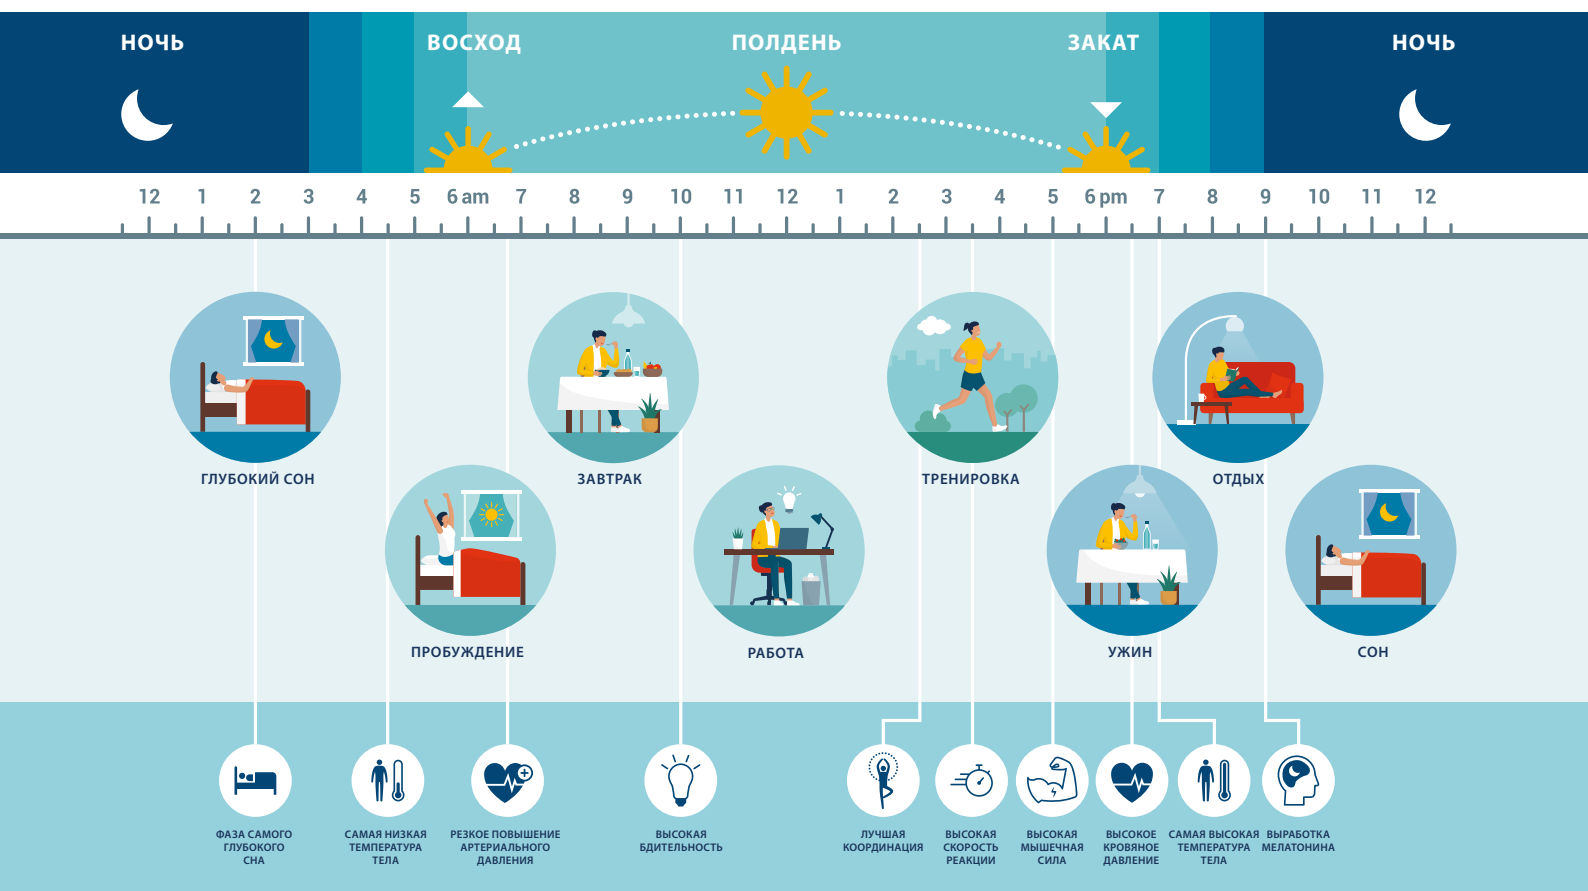 НОЧЬ
ВОСХОД
ПОЛДЕНЬ
ЗАКАТ
НОЧЬ
12 1 2 3 4 5 6 am 7 8 9 10 11 12 1 2 3 4 5 6 pm 7 8 9 10 11 12
ГЛУБОКИЙ СОН
ЗАВТРАК
ТРЕНИРОВКА
ОТДЫХ
ПРОБУЖДЕНИЕ
РАБОТА
УЖИН
СОН
ФАЗА САМОГО
ГЛУБОКОГО
СНА
САМАЯ НИЗКАЯ
ТЕМПЕРАТУРА
ТЕЛА
РЕЗКОЕ ПОВЫШЕНИЕ
АРТЕРИАЛЬНОГО
ДАВЛЕНИЯ
ВЫСОКАЯ
БДИТЕЛЬНОСТЬ
ЛУЧШАЯ
КООРДИНАЦИЯ
ВЫСОКАЯ
СКОРОСТЬ
РЕАКЦИИ
ВЫСОКАЯ
МЫШЕЧНАЯ
СИЛА
ВЫСОКОЕ
КРОВЯНОЕ
ДАВЛЕНИЕ
САМАЯ ВЫСОКАЯ
ТЕМПЕРАТУРА
ТЕЛА
ВЫРАБОТКА
МЕЛАТОНИНА